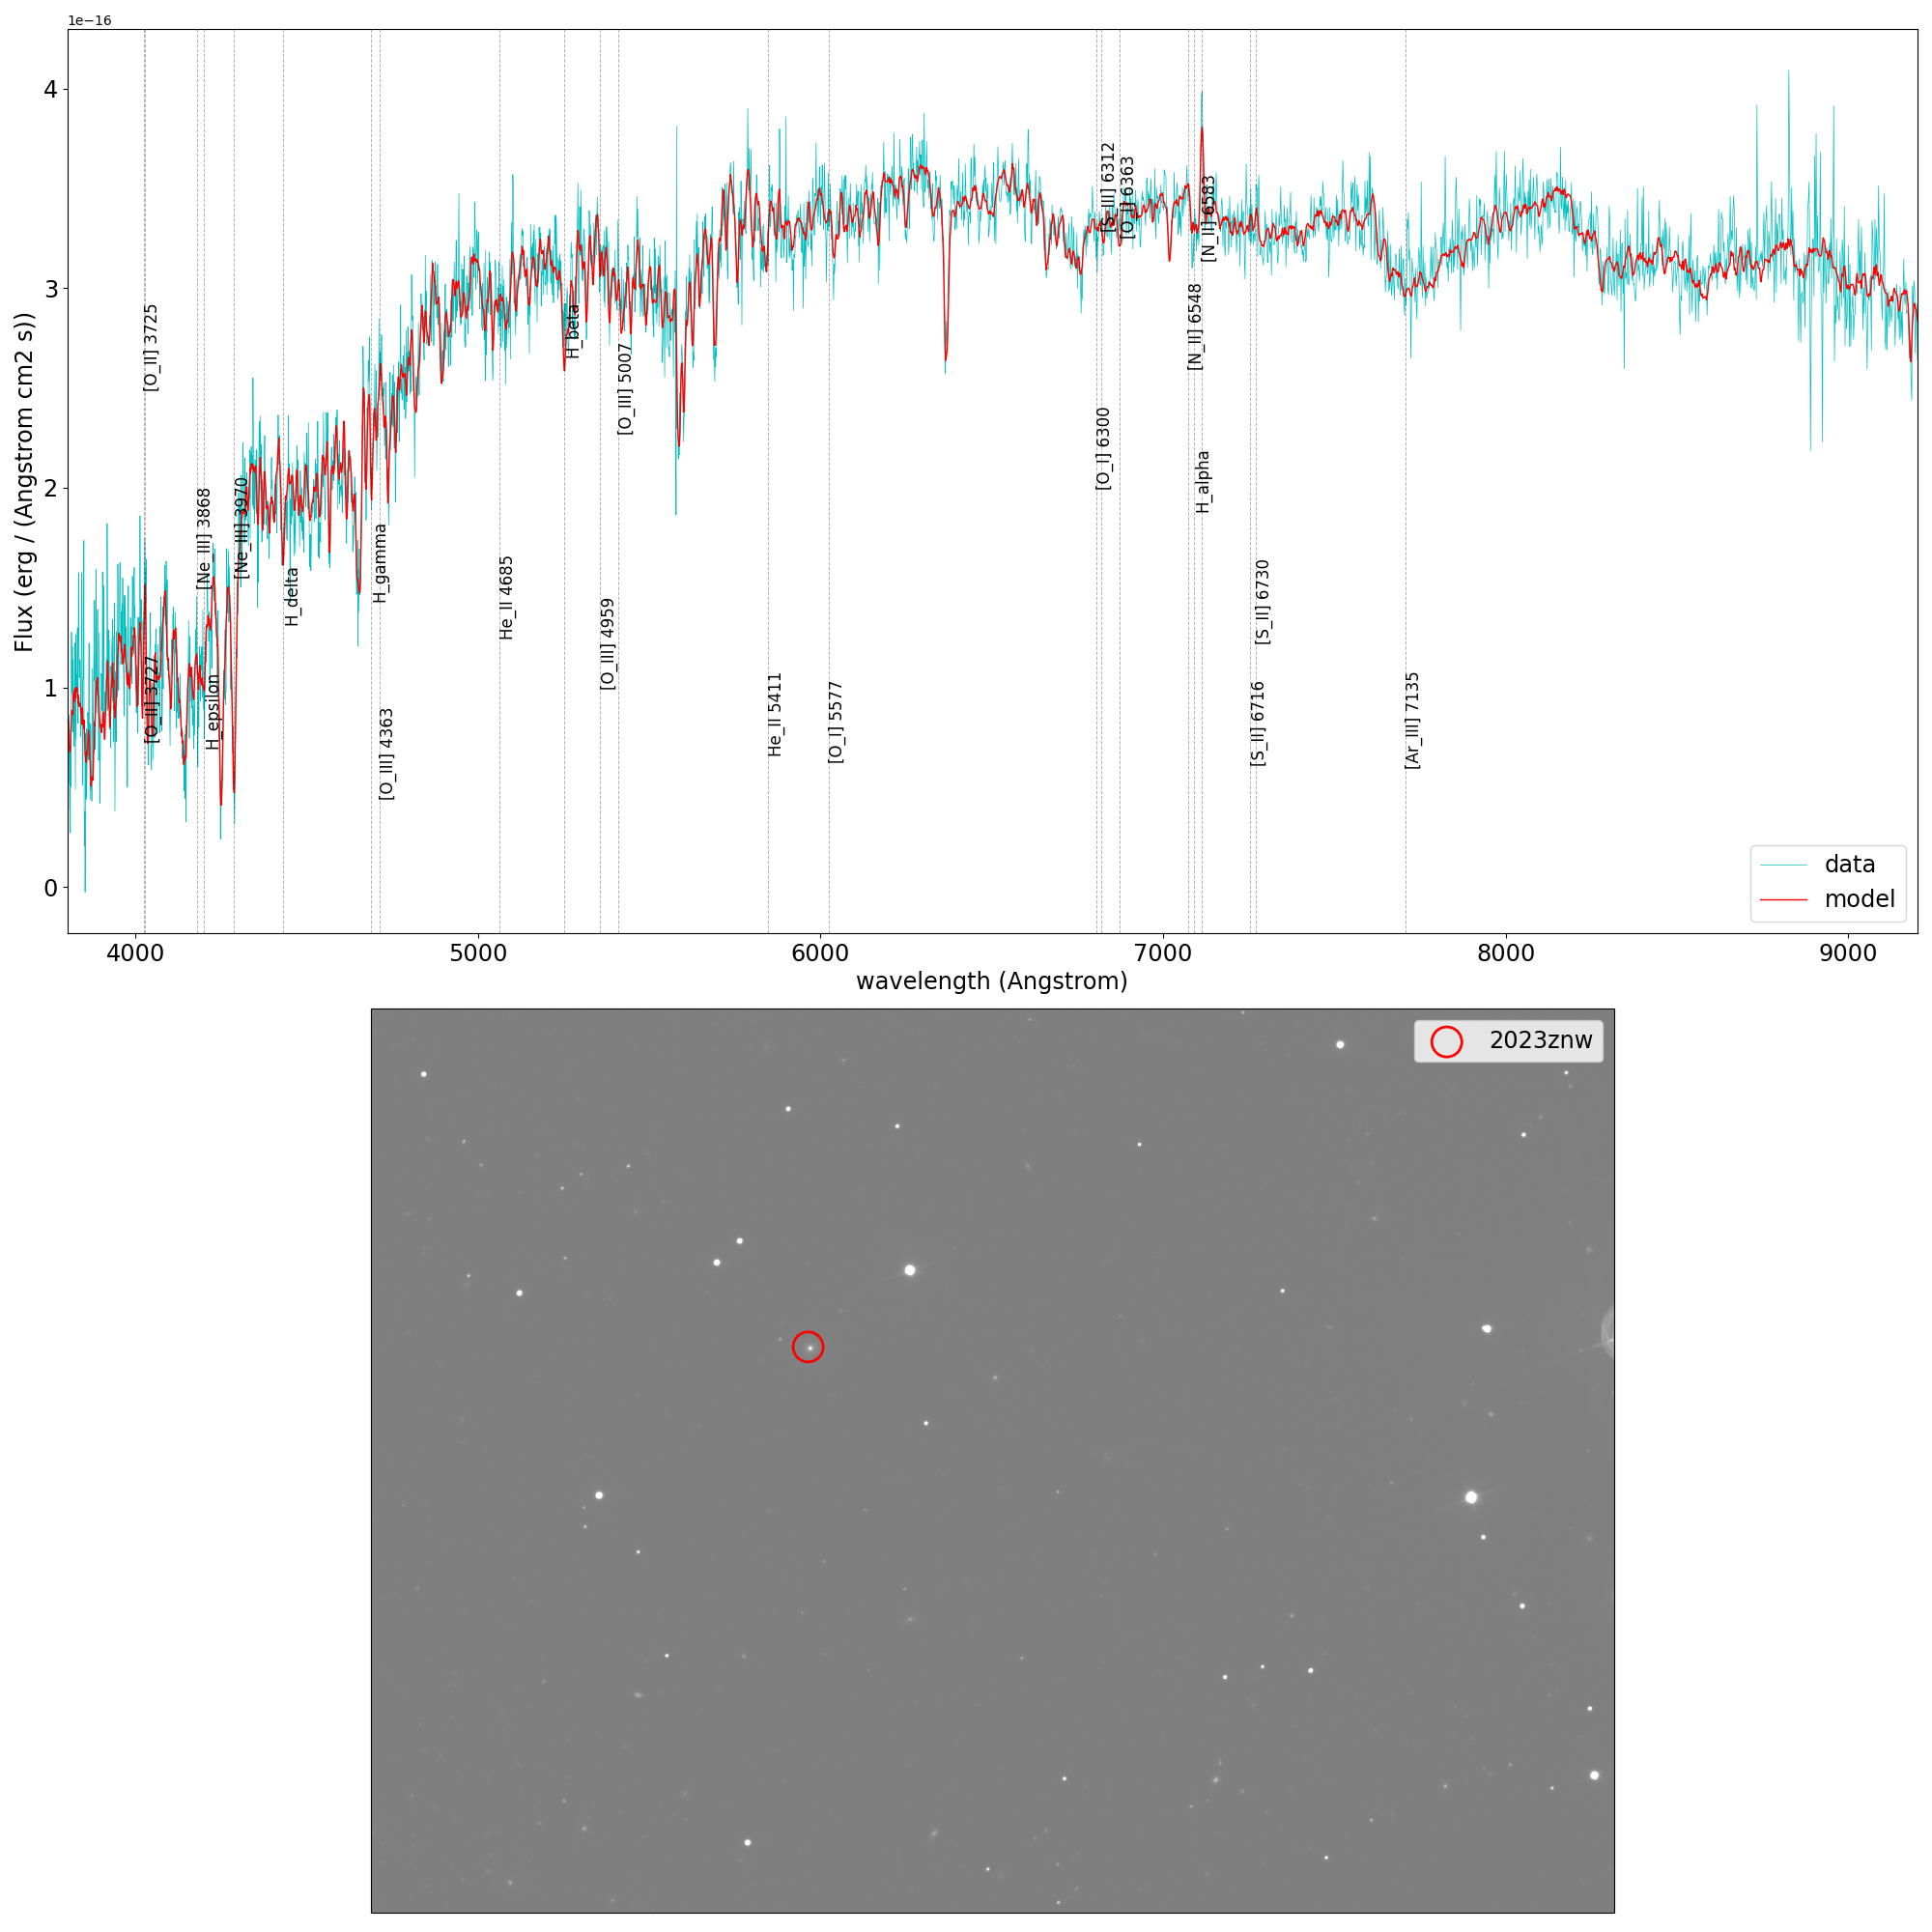 1e−16
Flux (erg / (Angstrom cm2 s))
4
3
2
1
0
[O_II] 3725
[O_II] 3727
[Ne_III] 3868
H_epsilon
[Ne_III] 3970
H_delta
H_gamma
[O_III] 4363
He_II 4685
H_beta
[O_III] 4959
[O_III] 5007
He_II 5411
[O_I] 5577
[O_I] 6300
[S_III] 6312
[O_I] 6363
[N_II] 6548
H_alpha
[N_II] 6583
[S_II] 6716
[S_II] 6730
[Ar_III] 7135
data
model
4000 5000 6000 7000 8000 9000
wavelength (Angstrom)
2023znw